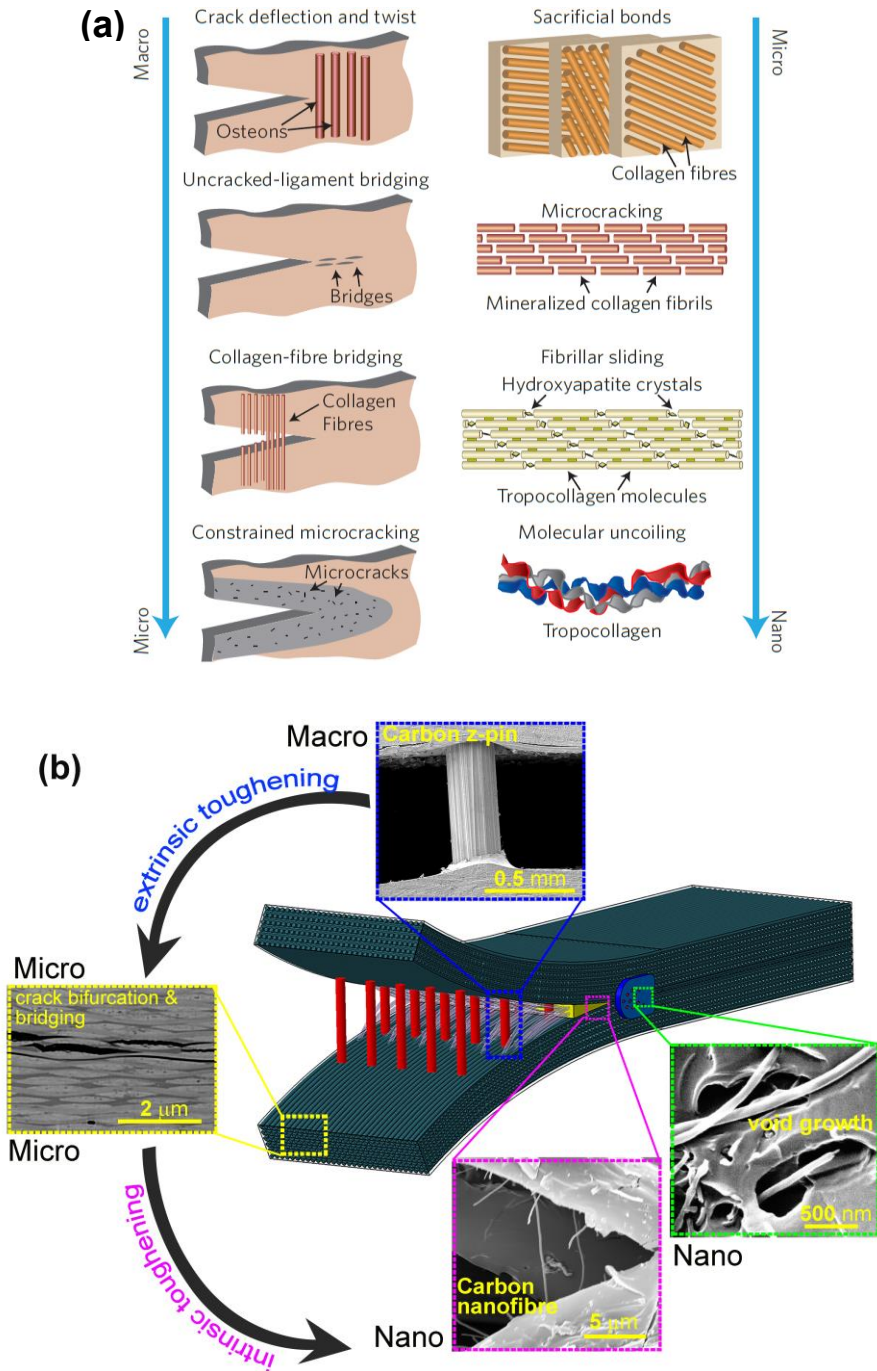 (a)
Macro
Crack deflection and twist
Osteons
Uncracked-ligament bridging
Bridges
Collagen-fibre bridging
Collagen
Fibres
Constrained microcracking
Microcracks
Micro
Sacrificial bonds
Micro
Collagen fibres
Microcracking
Mineralized collagen fibrils
Fibrillar sliding
Hydroxyapatite crystals
Tropocollagen molecules
Molecular uncoiling
Tropocollagen
Nano
(b)
Macro
Carbon z-pin
0.5 mm
extrinsic toughening
Micro
crack bifurcation &
bridging
2 µm
Micro
intrinsic toughening
Nano
Carbon
nanofibre
5 µm
void growth
500 nm
Nano